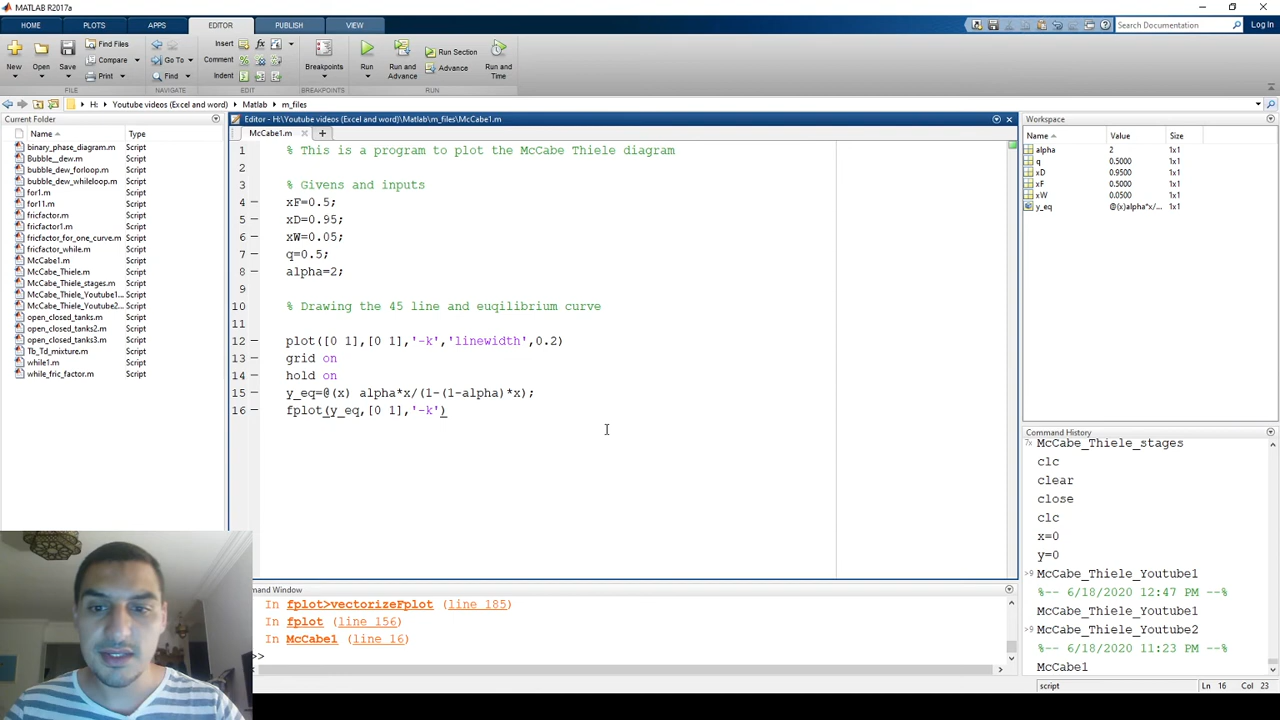 MATLAB R2017a
HOME PLOTS APPS EDITOR PUBLISH VIEW Search Documentation Log In
New Open Save Find Files Compare Print Go To Find Insert Comment Indent Breakpoints Run Run and Advance Run Section Advance Run and Time
FILE NAVIGATE EDIT BREAKPOINTS RUN
H: Youtube videos (Excel and word) Matlab m_files
Current Folder
Name Type
binary_phase_diagram.m Script
Bubble__dew.m Script
bubble_dew_forloop.m Script
bubble_dew_whileloop.m Script
for1.m Script
for11.m Script
fricfactor.m Script
fricfactor1.m Script
fricfactor_for_one_curve.m Script
fricfactor_while.m Script
McCabe1.m Script
McCabe_Thiele.m Script
McCabe_Thiele_stages.m Script
McCabe_Thiele_Youtube1... Script
McCabe_Thiele_Youtube2... Script
open_closed_tanks.m Script
open_closed_tanks2.m Script
open_closed_tanks3.m Script
Tb_Td_mixture.m Script
while1.m Script
while_fric_factor.m Script
Editor - H:\Youtube videos (Excel and word)\Matlab\m_files\McCabe1.m
McCabe1.m
1 % This is a program to plot the McCabe Thiele diagram
2
3 % Givens and inputs
4 xF=0.5;
5 xD=0.95;
6 xW=0.05;
7 q=0.5;
8 alpha=2;
9
10 % Drawing the 45 line and euqilibrium curve
11
12 plot([0 1],[0 1],'-k','linewidth',0.2)
13 grid on
14 hold on
15 y_eq=@(x) alpha*x/(1-(1-alpha)*x);
16 fplot(y_eq,[0 1],'-k')
mand Window
In fplot>vectorizeFplot (line 185)
In fplot (line 156)
In McCabe1 (line 16)
>>
Workspace
Name Value Size
alpha 2 1x1
q 0.5000 1x1
xD 0.9500 1x1
xF 0.5000 1x1
xW 0.0500 1x1
y_eq @(x)alpha*x/... 1x1
Command History
7x McCabe_Thiele_stages
clc
clear
close
clc
x=0
y=0
McCabe_Thiele_Youtube1
%-- 6/18/2020 12:47 PM --%
McCabe_Thiele_Youtube1
McCabe_Thiele_Youtube2
%-- 6/18/2020 11:23 PM --%
McCabe1
script Ln 16 Col 23